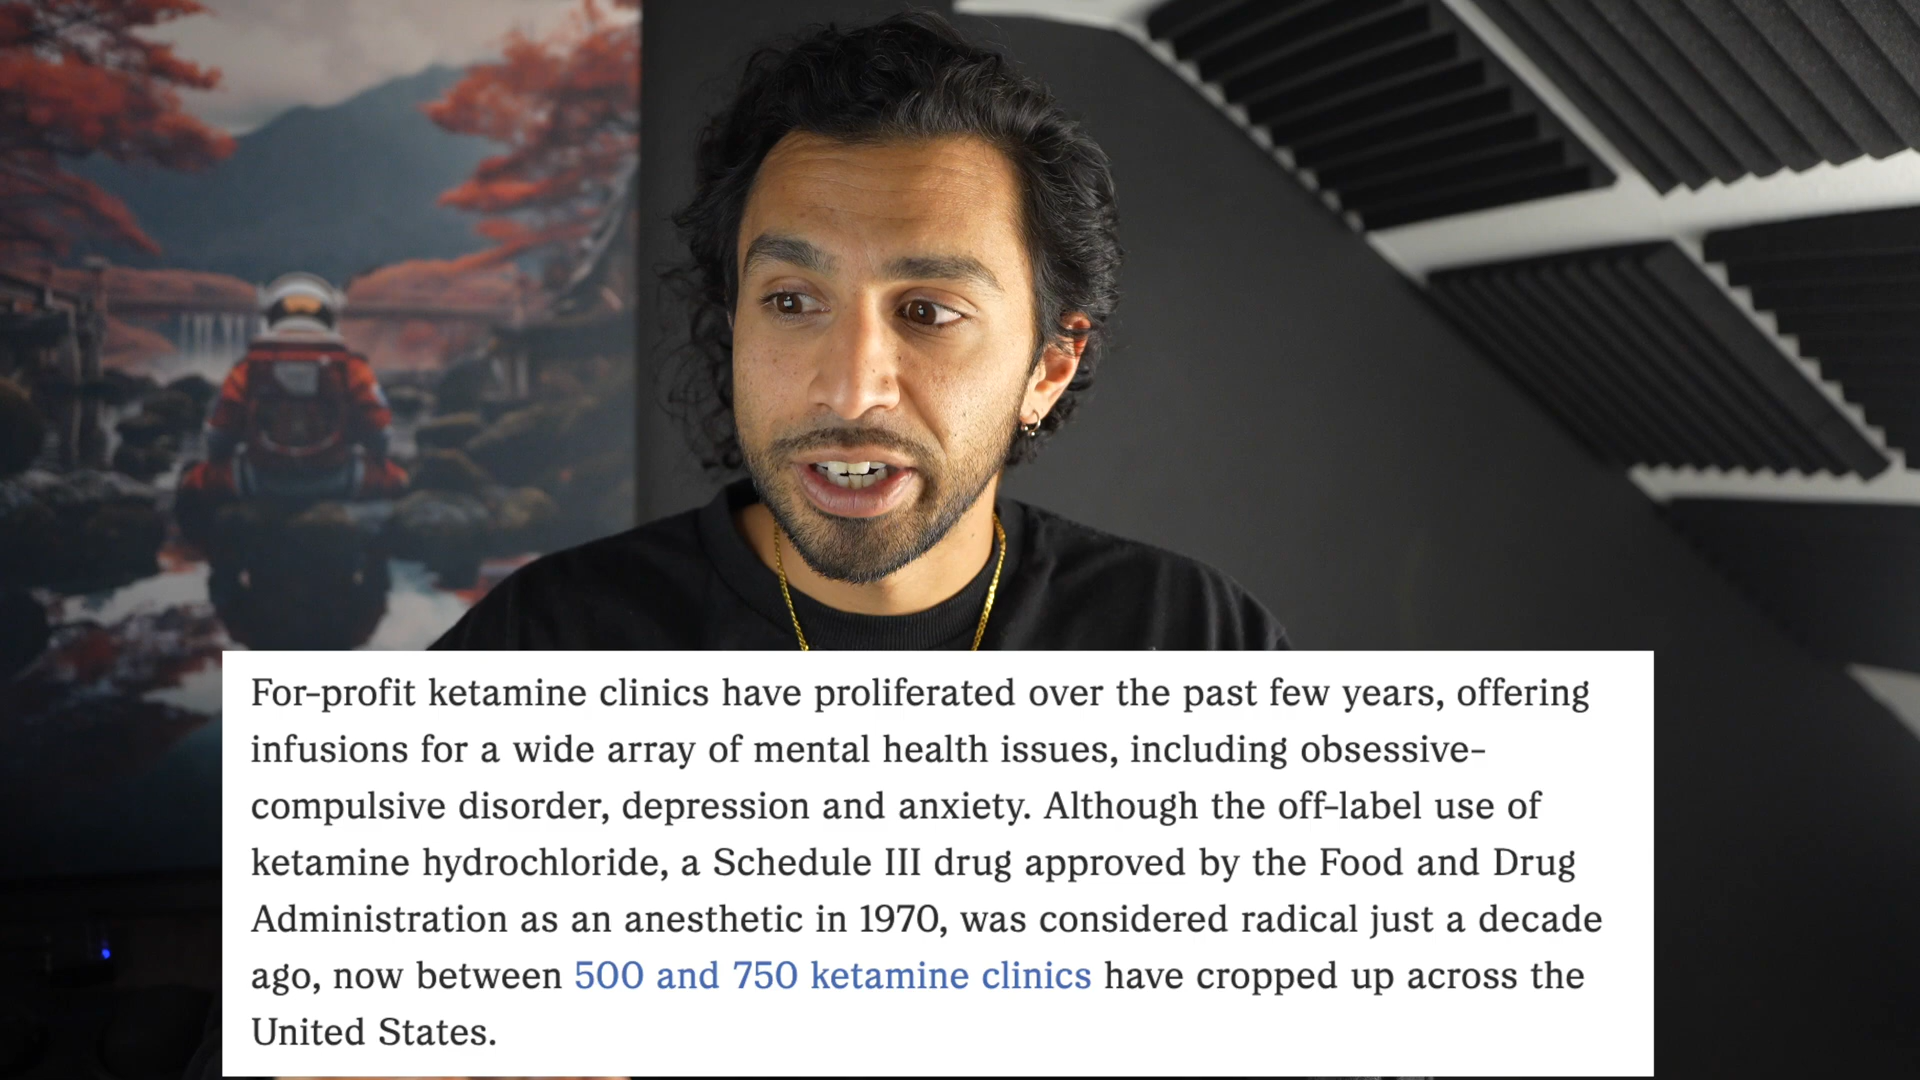 For-profit ketamine clinics have proliferated over the past few years, offering
infusions for a wide array of mental health issues, including obsessive-
compulsive disorder, depression and anxiety. Although the off-label use of
ketamine hydrochloride, a Schedule III drug approved by the Food and Drug
Administration as an anesthetic in 1970, was considered radical just a decade
ago, now between 500 and 750 ketamine clinics have cropped up across the
United States.